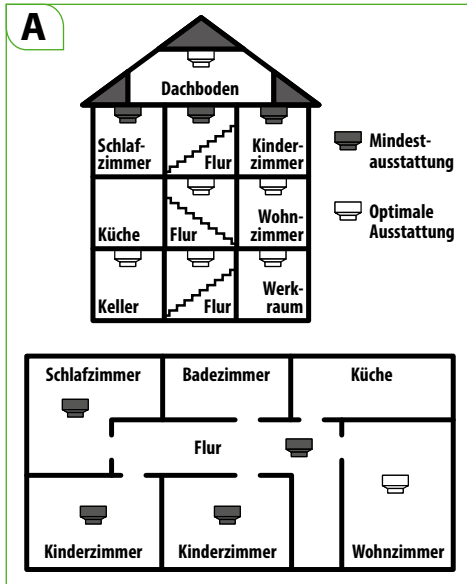 A
Dachboden
Schlaf-
zimmer
Flur
Kinder-
zimmer
Küche
Flur
Wohn-
zimmer
Keller
Flur
Werk-
raum
Mindest-
ausstattung
Optimale
Ausstattung
Schlafzimmer
Badezimmer
Küche
Flur
Kinderzimmer
Kinderzimmer
Wohnzimmer